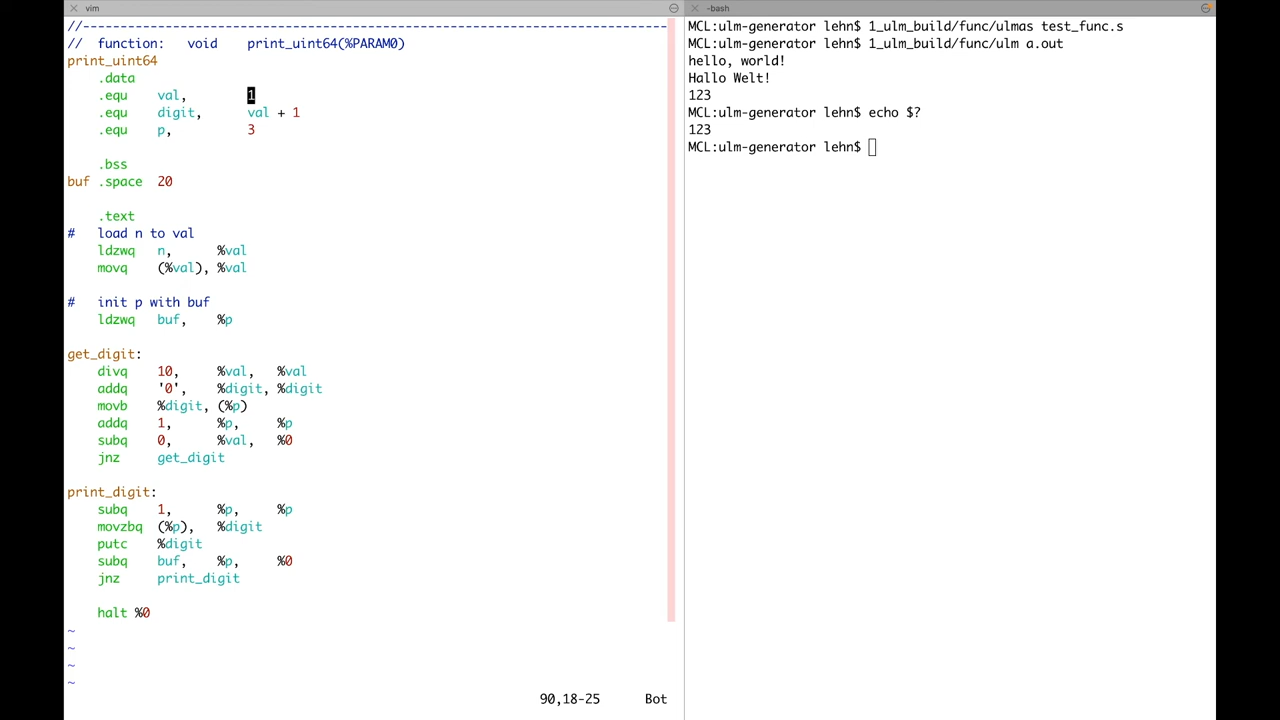 vim
//------------------------------------------------------------------------------
// function: void print_uint64(%PARAM0)
print_uint64
.data
.equ val, 1
.equ digit, val + 1
.equ p, 3
.bss
buf .space 20
.text
# load n to val
ldzwq n, %val
movq (%val), %val
# init p with buf
ldzwq buf, %p
get_digit:
divq 10, %val, %val
addq '0', %digit, %digit
movb %digit, (%p)
addq 1, %p, %p
subq 0, %val, %0
jnz get_digit
print_digit:
subq 1, %p, %p
movzbq (%p), %digit
putc %digit
subq buf, %p, %0
jnz print_digit
halt %0
~
~
~
~
90,18-25 Bot
-bash
MCL:ulm-generator lehn$ 1_ulm_build/func/ulmas test_func.s
MCL:ulm-generator lehn$ 1_ulm_build/func/ulm a.out
hello, world!
Hallo Welt!
123
MCL:ulm-generator lehn$ echo $?
123
MCL:ulm-generator lehn$